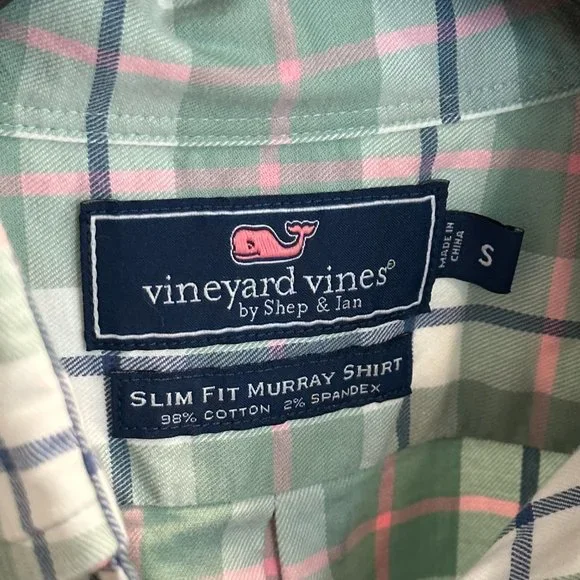 vineyard vines®
by Shep & Ian
MADE IN
CHINA
S
SLIM FIT MURRAY SHIRT
98% COTTON 2% SPANDEX